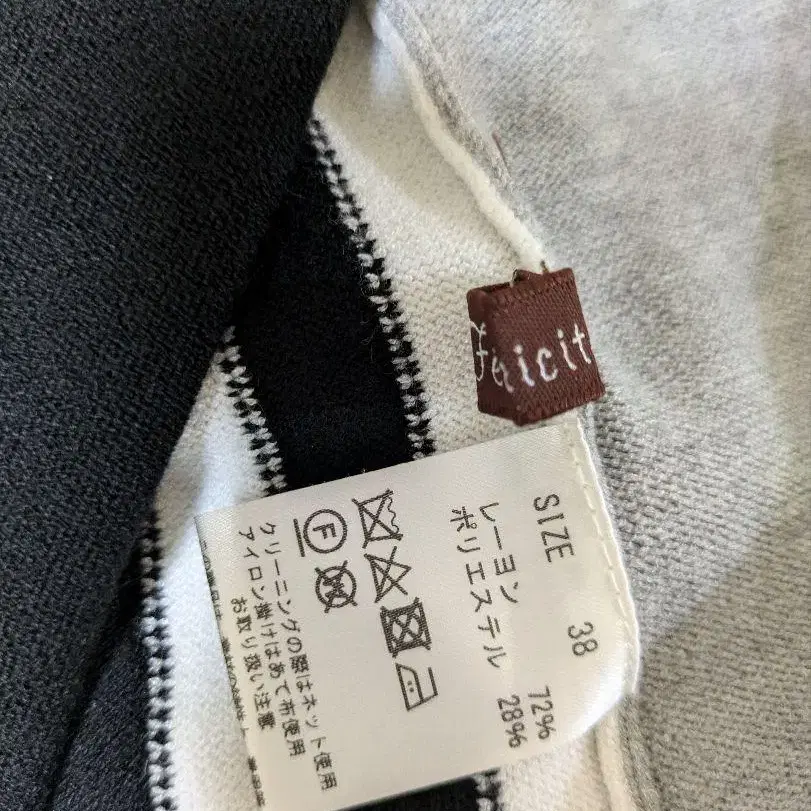 Felicit
SIZE 38
レーヨン 72%
ポリエステル 28%
F
クリーニングの際はネット使用
アイロン掛けはあて布使用
お取り扱い注意